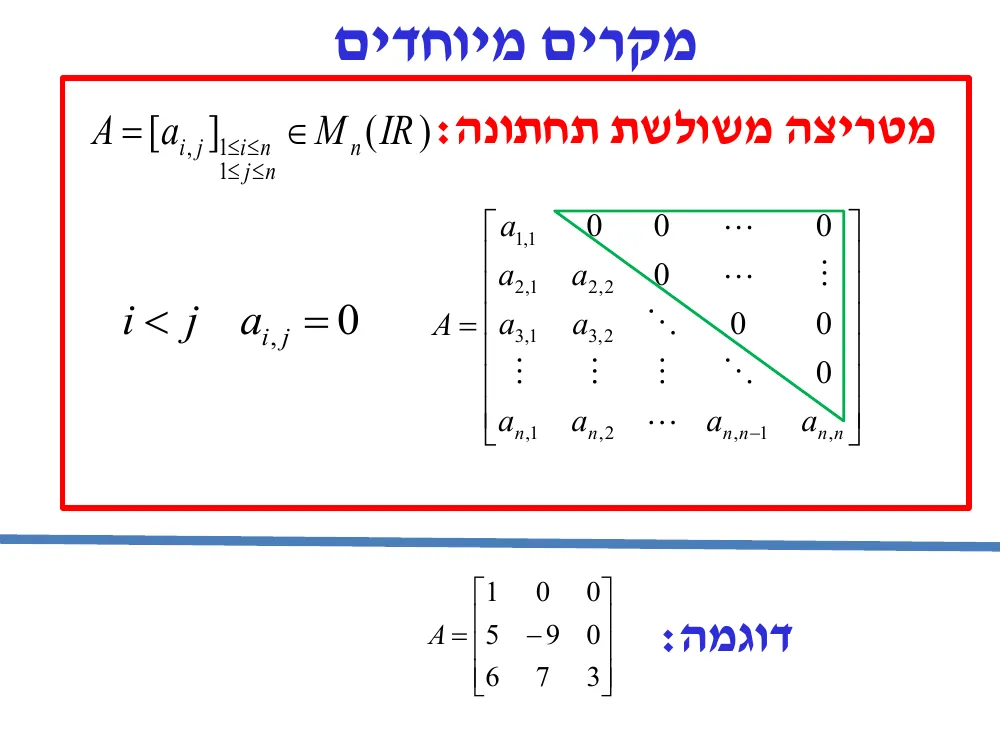 מקרים מיוחדים
מטריצה משולשת תחתונה: A = [a_{i,j}]_{1≤i≤n, 1≤j≤n} ∈ M_n(IR)
i < j   a_{i,j} = 0
A = [
a_{1,1} 0 0 ⋯ 0
a_{2,1} a_{2,2} 0 ⋯ ⋮
a_{3,1} a_{3,2} ⋱ 0 0
⋮ ⋮ ⋮ ⋱ 0
a_{n,1} a_{n,2} ⋯ a_{n,n−1} a_{n,n}
]
דוגמה:
A = [
1 0 0
5 −9 0
6 7 3
]